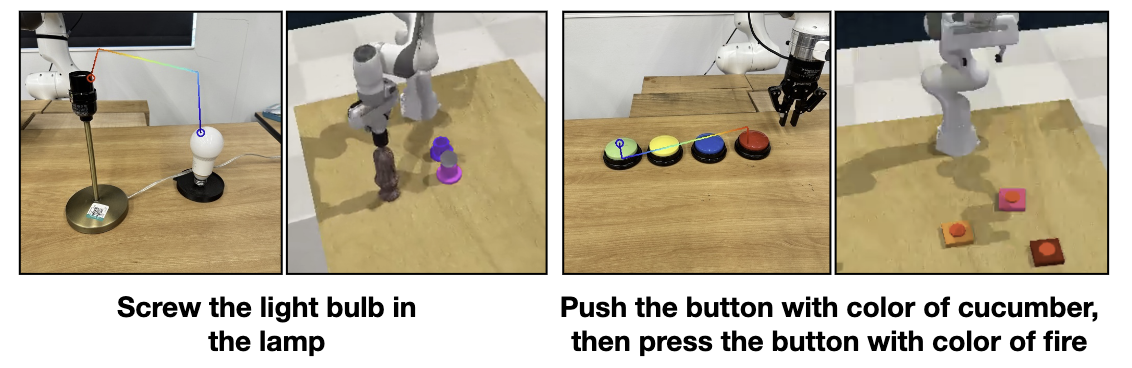 Screw the light bulb in
the lamp
Push the button with color of cucumber,
then press the button with color of fire